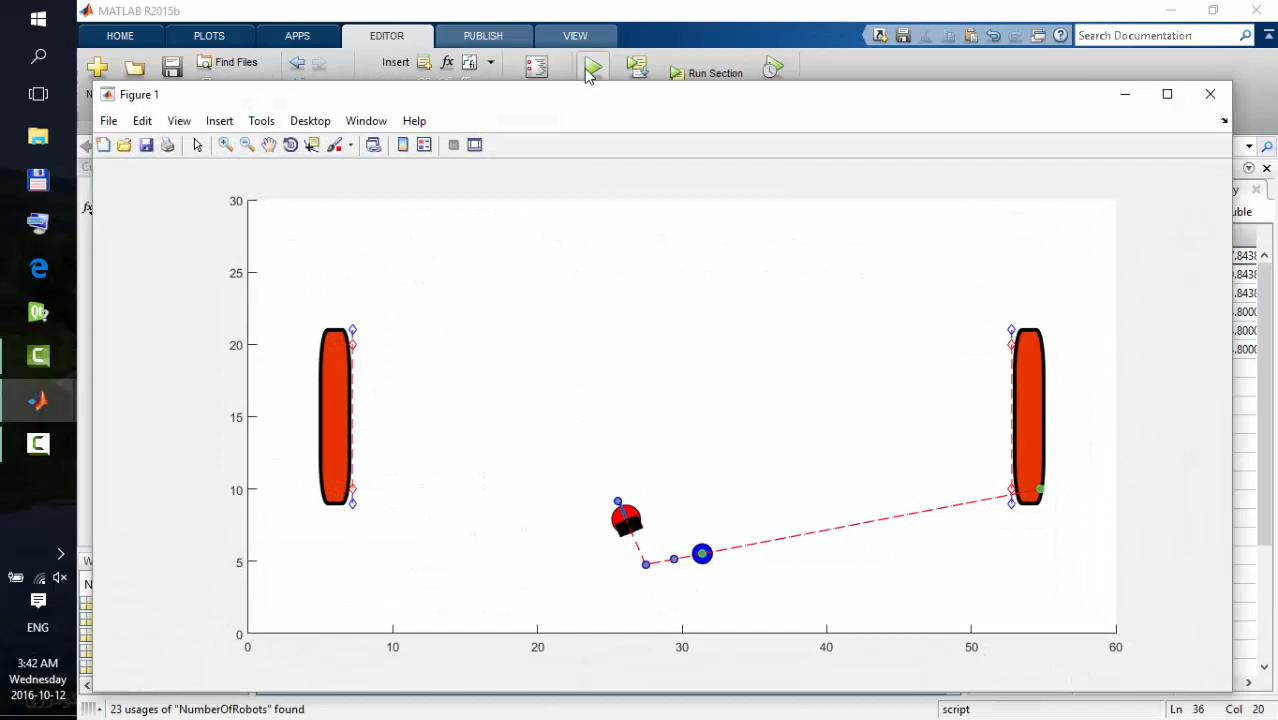 MATLAB R2015b
HOME PLOTS APPS EDITOR PUBLISH VIEW
Search Documentation
Find Files
Insert
fx
Run Section
Figure 1
File Edit View Insert Tools Desktop Window Help
30
25
20
15
10
5
0
0 10 20 30 40 50 60
ENG
3:42 AM
Wednesday
2016-10-12
23 usages of "NumberOfRobots" found
script
Ln 36 Col 20